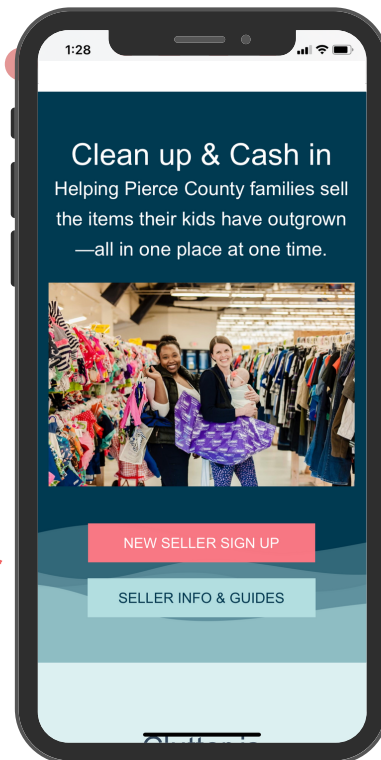 1:28
Clean up & Cash in
Helping Pierce County families sell
the items their kids have outgrown
—all in one place at one time.
NEW SELLER SIGN UP
SELLER INFO & GUIDES